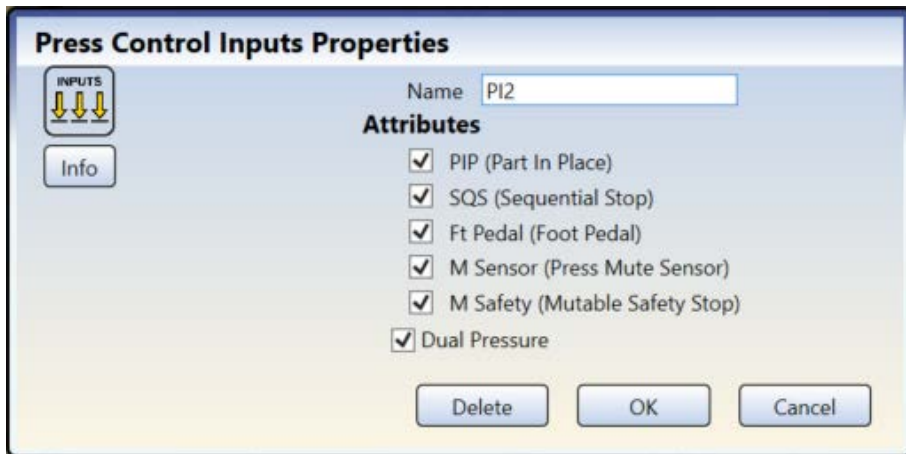 Press Control Inputs Properties
INPUTS
Name PI2
Attributes
Info
PIP (Part In Place)
SQS (Sequential Stop)
Ft Pedal (Foot Pedal)
M Sensor (Press Mute Sensor)
M Safety (Mutable Safety Stop)
Dual Pressure
Delete OK Cancel